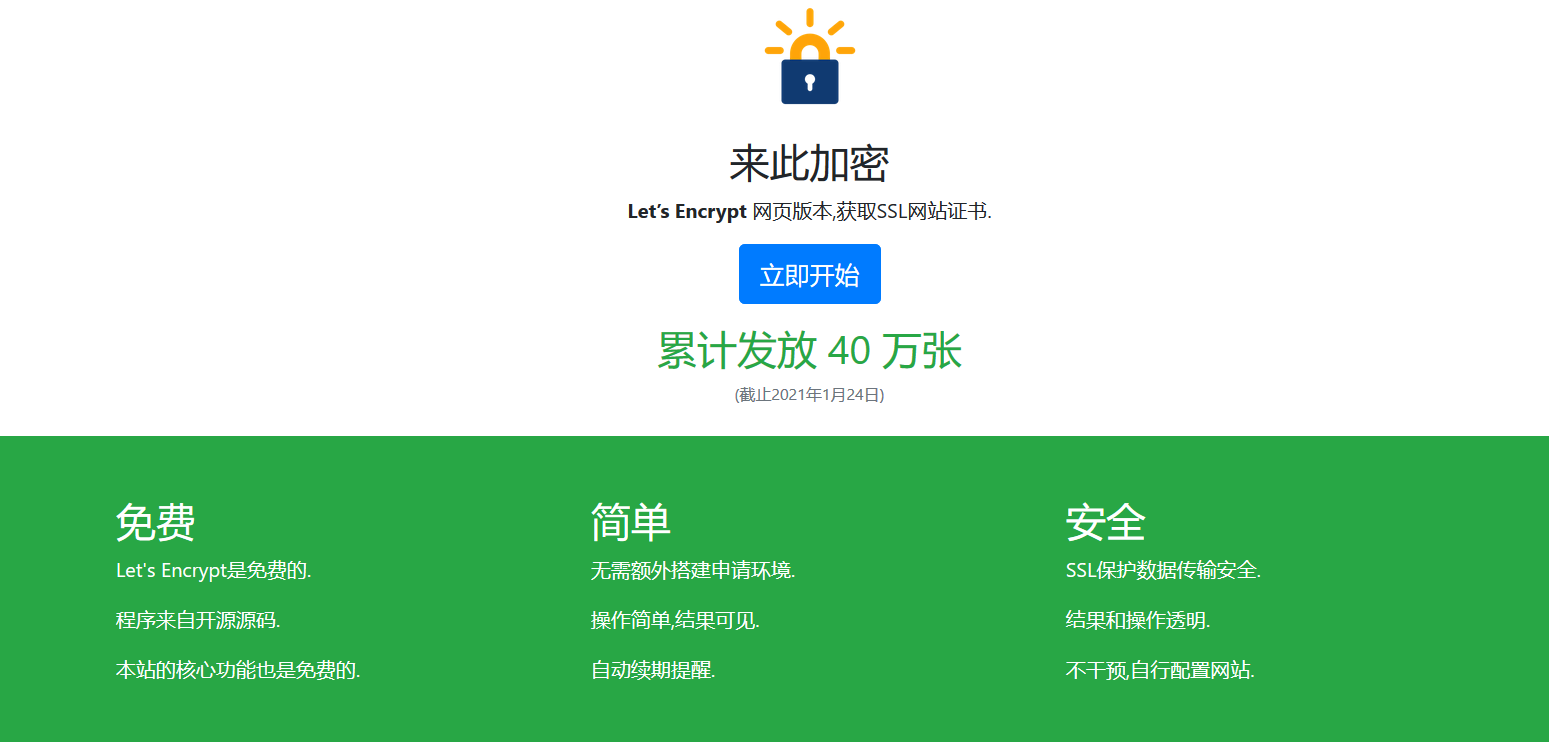 来此加密
Let’s Encrypt 网页版本,获取SSL网站证书.
立即开始
累计发放 40 万张
(截止2021年1月24日)
免费
Let's Encrypt是免费的.
程序来自开源源码.
本站的核心功能也是免费的.
简单
无需额外搭建申请环境.
操作简单,结果可见.
自动续期提醒.
安全
SSL保护数据传输安全.
结果和操作透明.
不干预,自行配置网站.